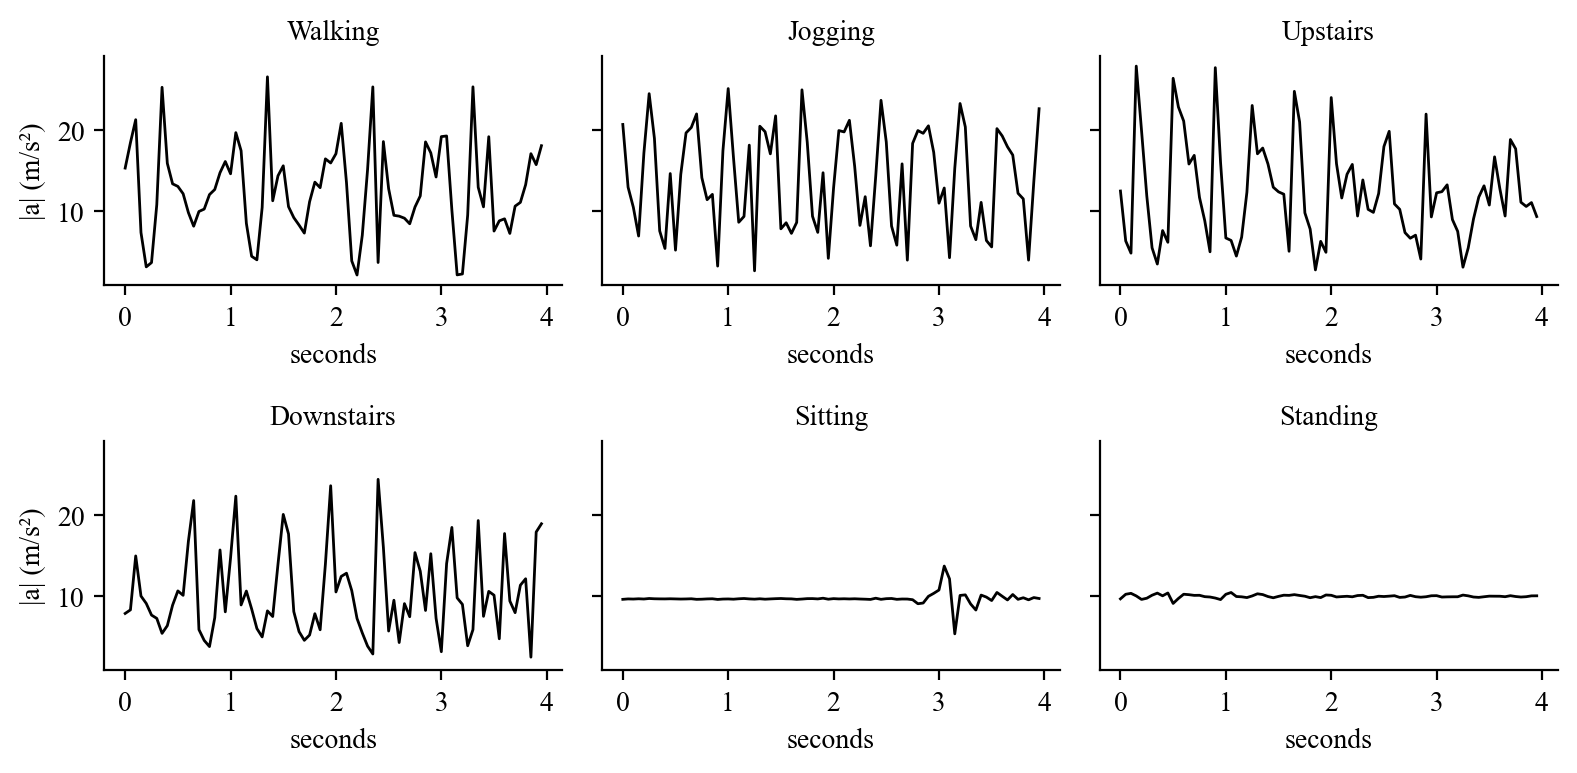 Walking
Jogging
Upstairs
|a| (m/s²)
20
10
0 1 2 3 4
0 1 2 3 4
0 1 2 3 4
seconds
seconds
seconds
Downstairs
Sitting
Standing
|a| (m/s²)
20
10
0 1 2 3 4
0 1 2 3 4
0 1 2 3 4
seconds
seconds
seconds